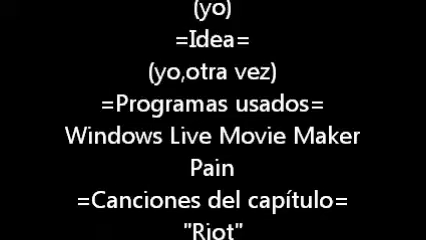 (yo)
=Idea=
(yo,otra vez)
=Programas usados=
Windows Live Movie Maker
Pain
=Canciones del capítulo=
"Riot"